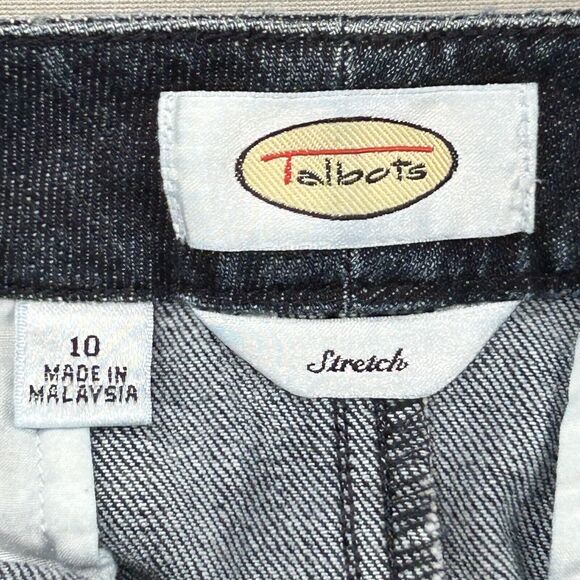 Talbots
10
MADE IN
MALAYSIA
Stretch